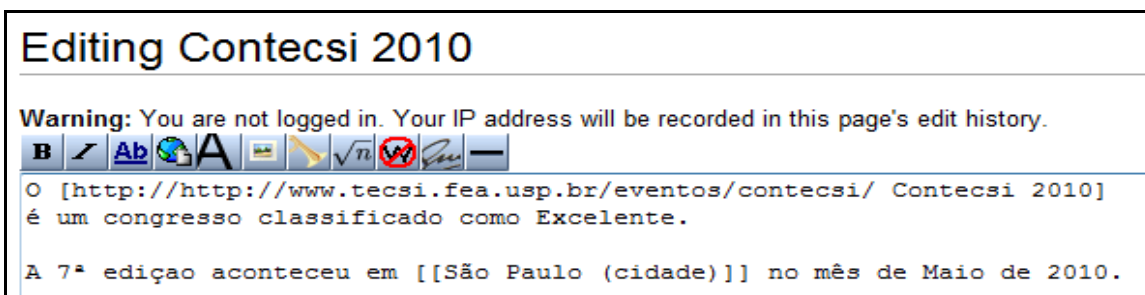 Editing Contecsi 2010
Warning: You are not logged in. Your IP address will be recorded in this page's edit history.
B I Ab A √n W
O [http://http://www.tecsi.fea.usp.br/eventos/contecsi/ Contecsi 2010]
é um congresso classificado como Excelente.
A 7ª ediçao aconteceu em [[São Paulo (cidade)]] no mês de Maio de 2010.